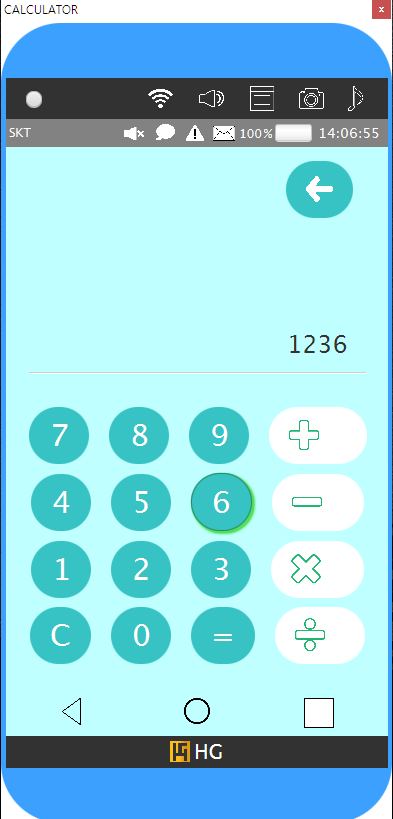 CALCULATOR x
SKT 100% 14:06:55
1236
7 8 9
4 5 6
1 2 3
C 0 =
HG